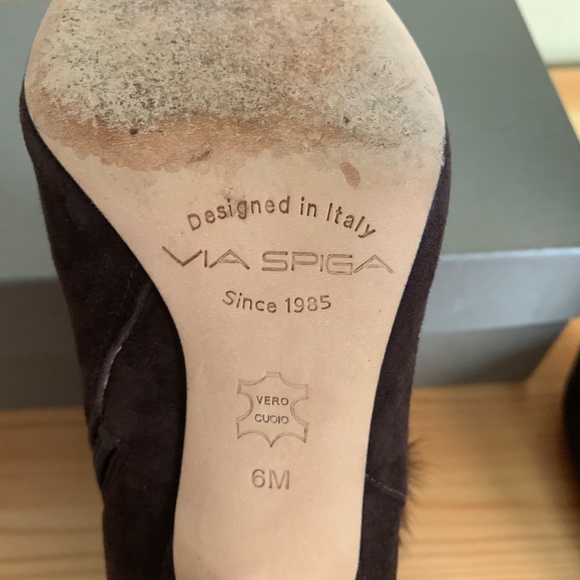 Designed in Italy
VIA SPIGA
Since 1985
VERO
CUOIO
6M